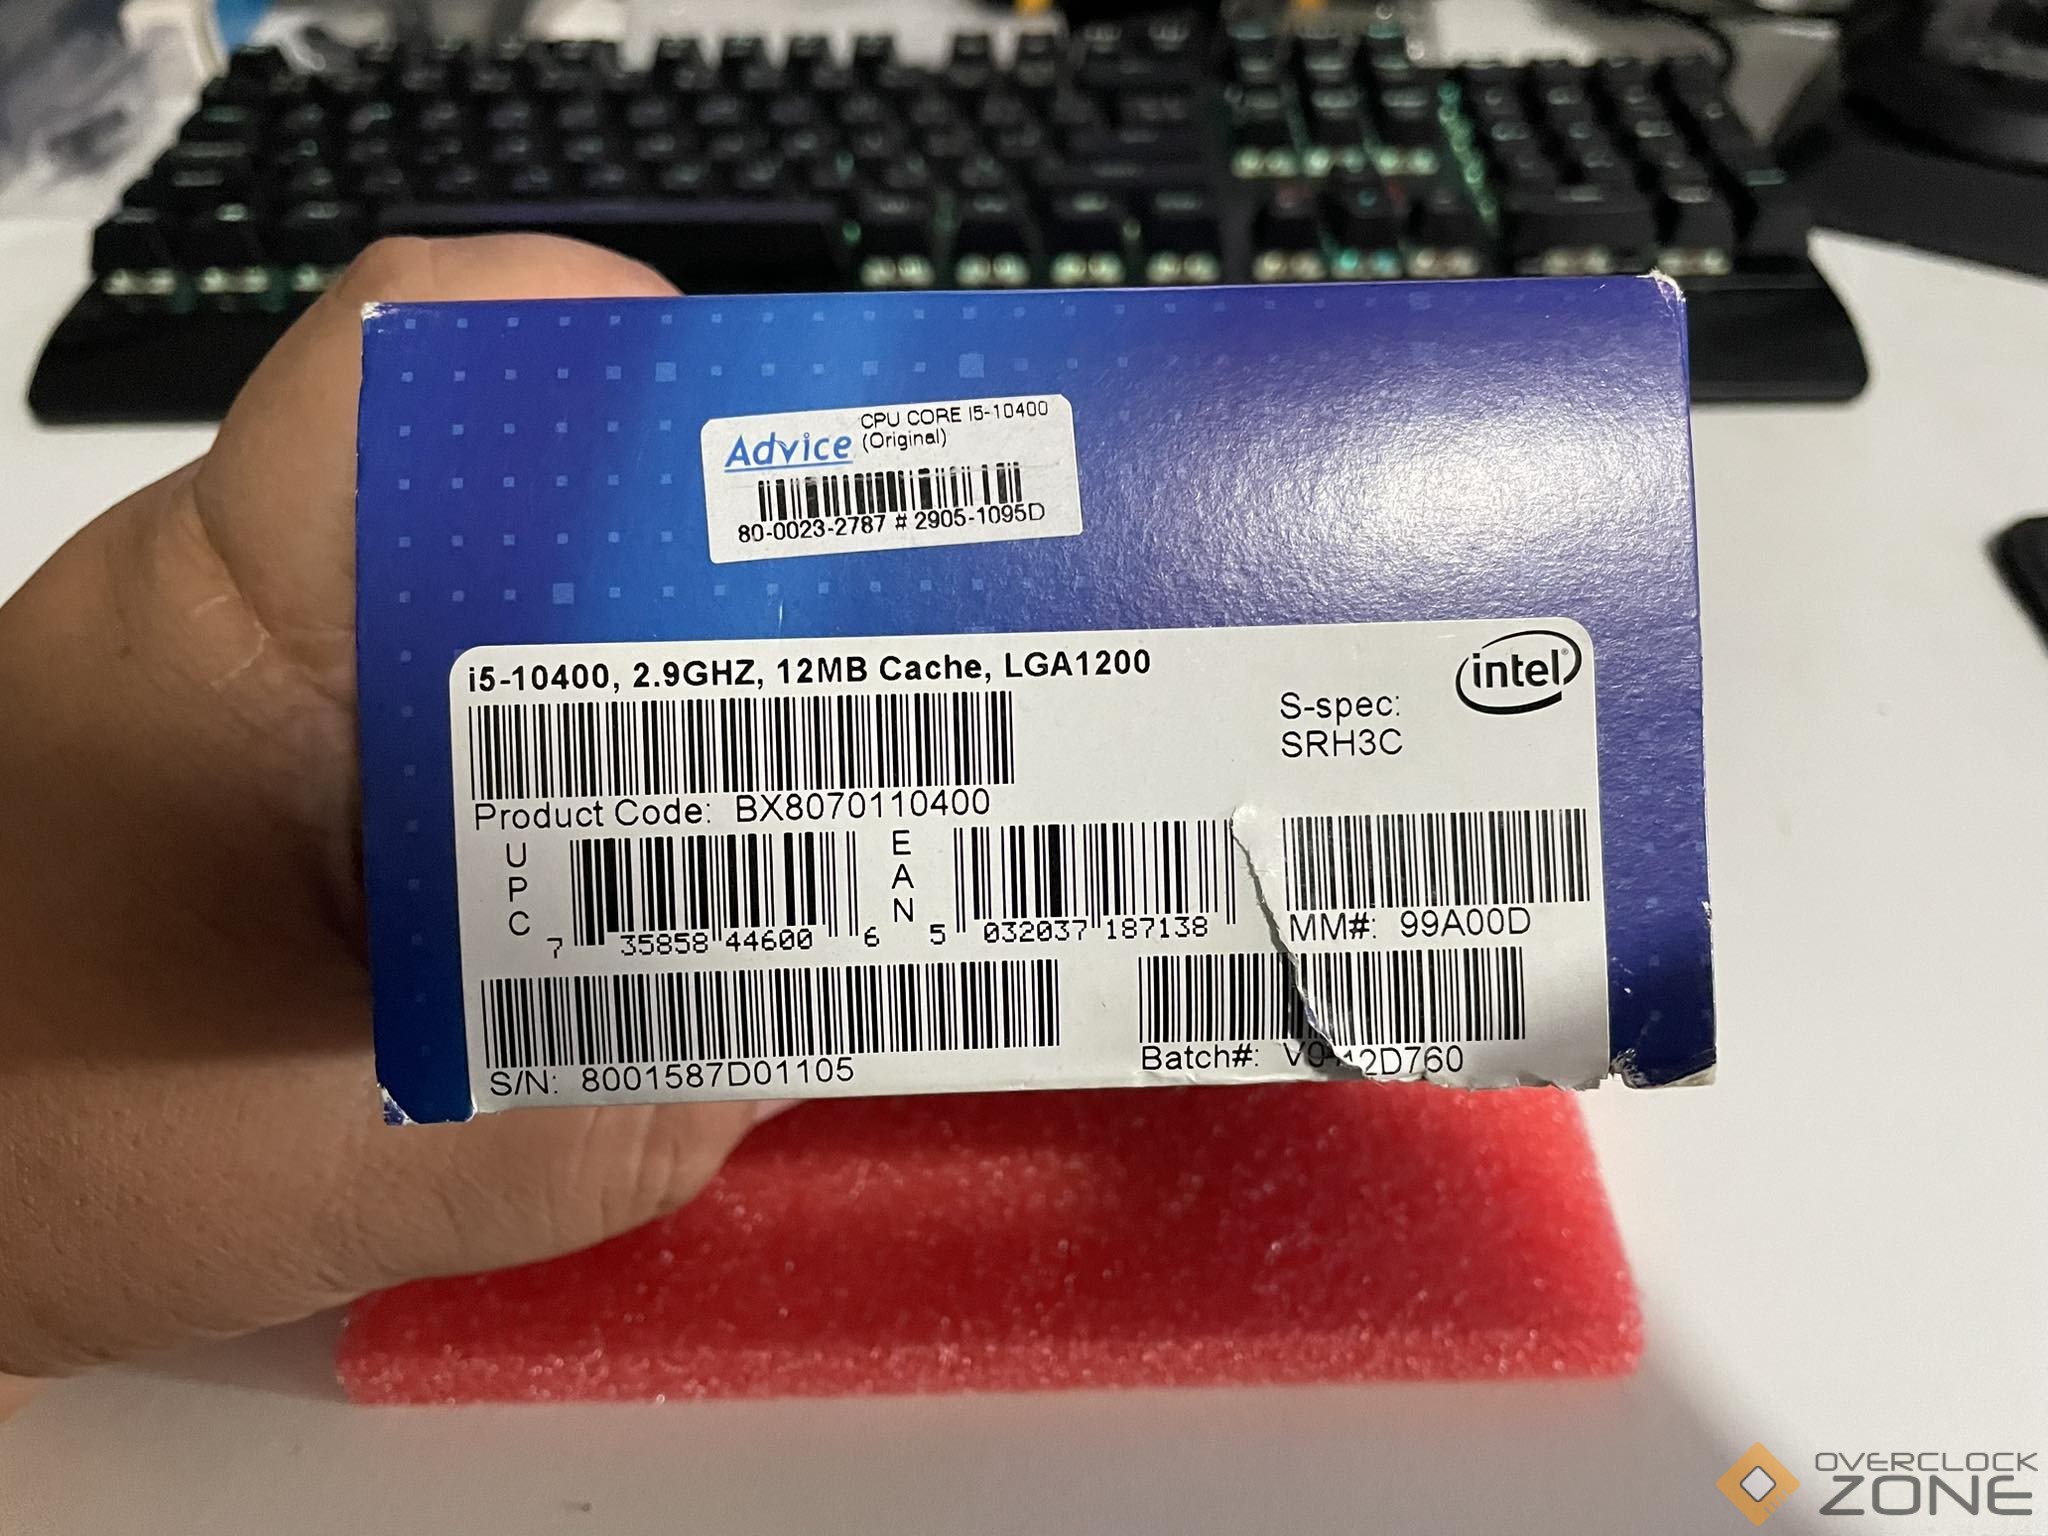 CPU CORE I5-10400
Advice (Original)
80-0023-2787 # 2905-1095D
i5-10400, 2.9GHZ, 12MB Cache, LGA1200
intel
S-spec:
SRH3C
Product Code: BX8070110400
UPC
7 35858 44600 6
EAN
5 032037 187138
MM#: 99A00D
S/N: 8001587D01105
Batch#:
OVERCLOCK
ZONE